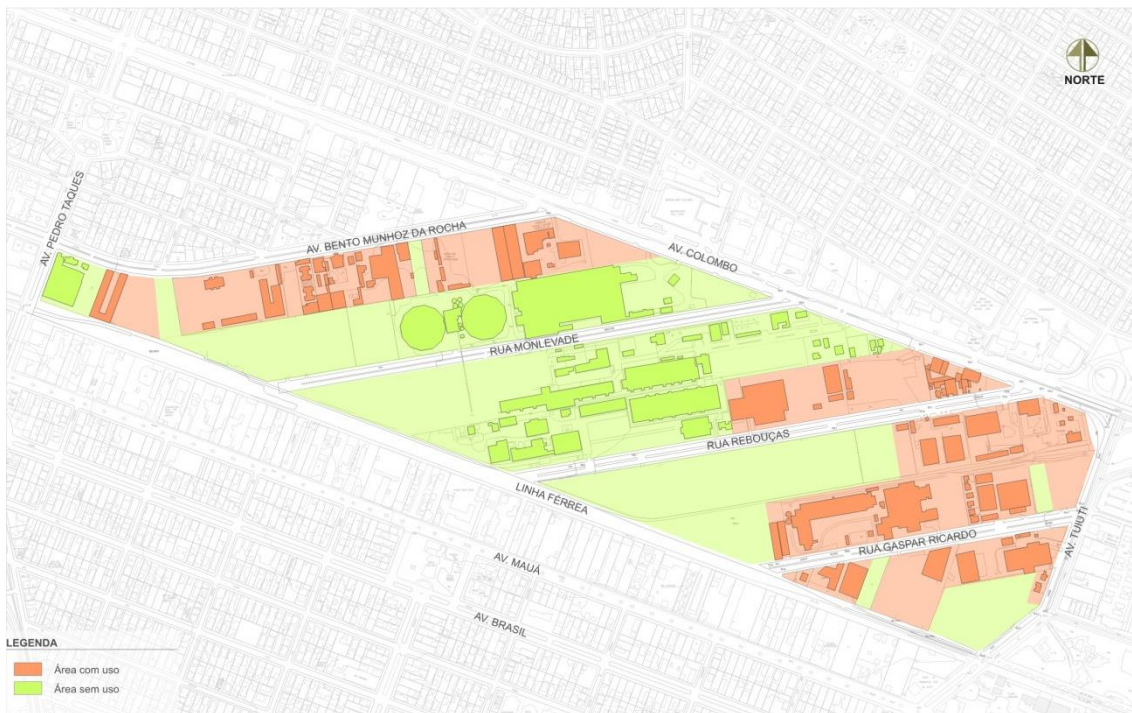 NORTE
AV. PEDRO TAQUES
AV. BENTO MUNHOZ DA ROCHA
AV. COLOMBO
RUA MONLEVADE
RUA REBOUÇAS
LINHA FÉRREA
AV. TUIUTI
RUA GASPAR RICARDO
AV. MAUÁ
AV. BRASIL
LEGENDA
Área com uso
Área sem uso